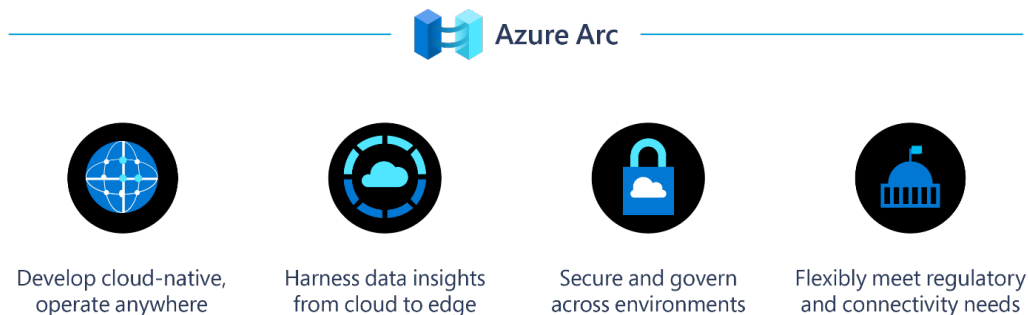 Azure Arc
Develop cloud-native,
operate anywhere
Harness data insights
from cloud to edge
Secure and govern
across environments
Flexibly meet regulatory
and connectivity needs